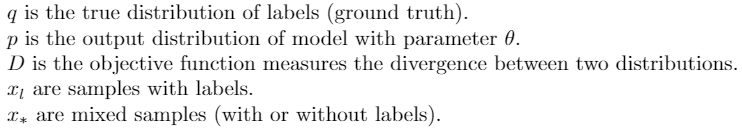 q is the true distribution of labels (ground truth).
p is the output distribution of model with parameter θ.
D is the objective function measures the divergence between two distributions.
x_l are samples with labels.
x_* are mixed samples (with or without labels).